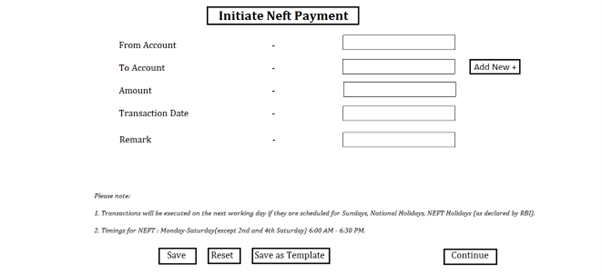 Initiate Neft Payment
From Account -
To Account - Add New +
Amount -
Transaction Date -
Remark -
Please note:
1. Transactions will be executed on the next working day if they are scheduled for Sundays, National Holidays, NEFT Holidays (as declared by RBI).
2. Timings for NEFT : Monday-Saturday(except 2nd and 4th Saturday) 6:00 AM - 6:30 PM.
Save Reset Save as Template Continue